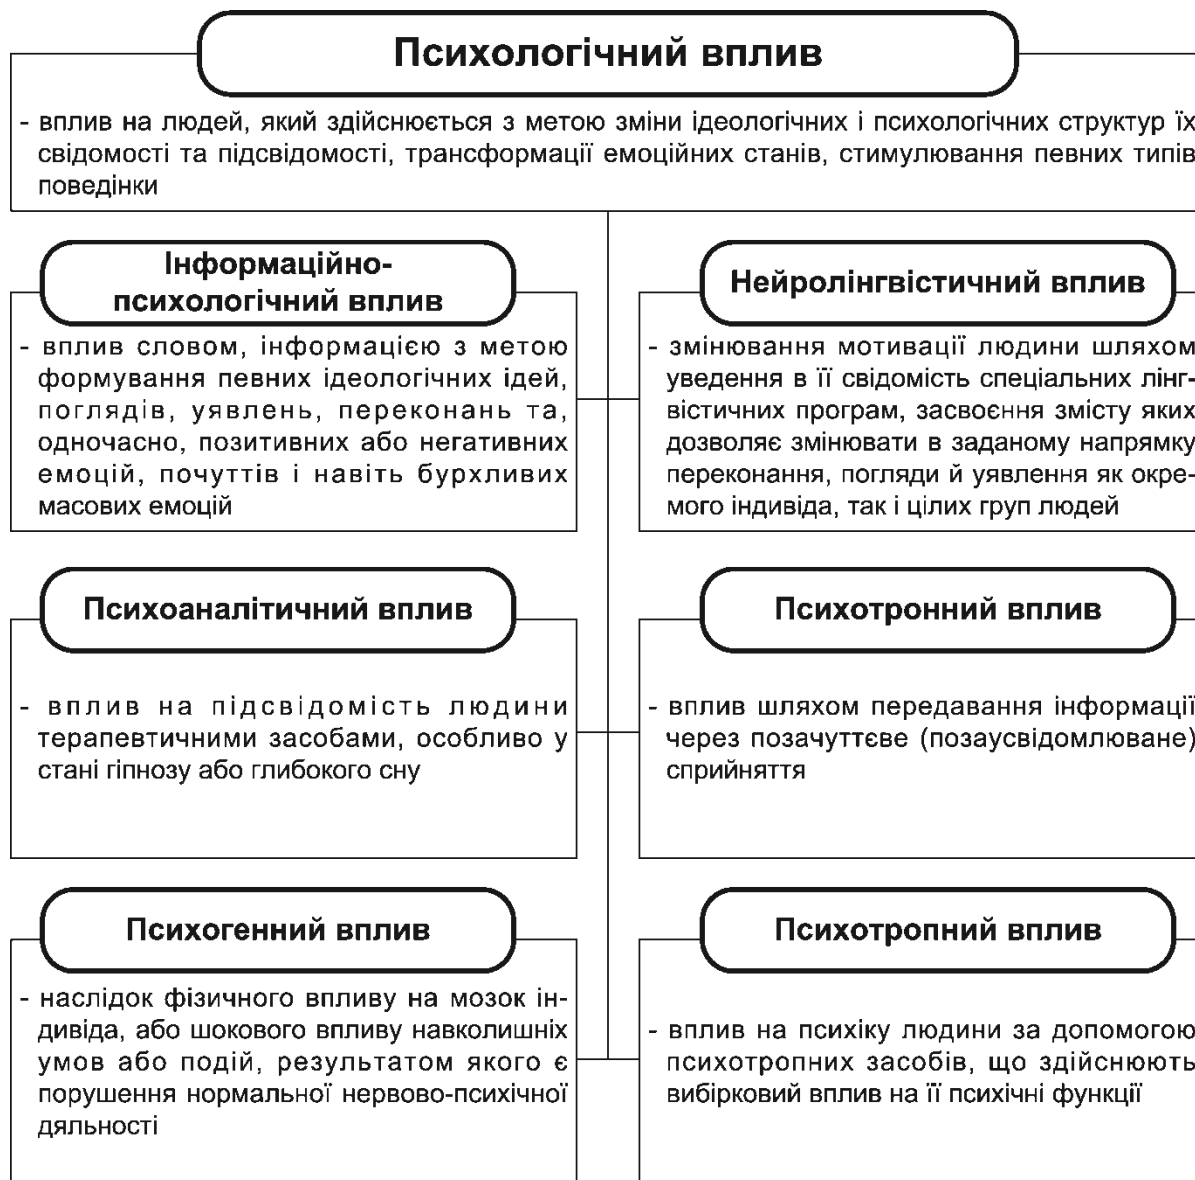 Психологічний вплив
- вплив на людей, який здійснюється з метою зміни ідеологічних і психологічних структур їх
свідомості та підсвідомості, трансформації емоційних станів, стимулювання певних типів
поведінки
Інформаційно-
психологічний вплив
- вплив словом, інформацією з метою
формування певних ідеологічних ідей,
поглядів, уявлень, переконань та,
одночасно, позитивних або негативних
емоцій, почуттів і навіть бурхливих
масових емоцій
Нейролінгвістичний вплив
- змінювання мотивації людини шляхом
уведення в її свідомість спеціальних лінг-
вістичних програм, засвоєння змісту яких
дозволяє змінювати в заданому напрямку
переконання, погляди й уявлення як окре-
мого індивіда, так і цілих груп людей
Психоаналітичний вплив
- вплив на підсвідомість людини
терапевтичними засобами, особливо у
стані гіпнозу або глибокого сну
Психотронний вплив
- вплив шляхом передавання інформації
через позачуттєве (позаусвідомлюване)
сприйняття
Психогенний вплив
- наслідок фізичного впливу на мозок ін-
дивіда, або шокового впливу навколишніх
умов або подій, результатом якого є
порушення нормальної нервово-психічної
дяльності
Психотропний вплив
- вплив на психіку людини за допомогою
психотропних засобів, що здійснюють
вибірковий вплив на її психічні функції